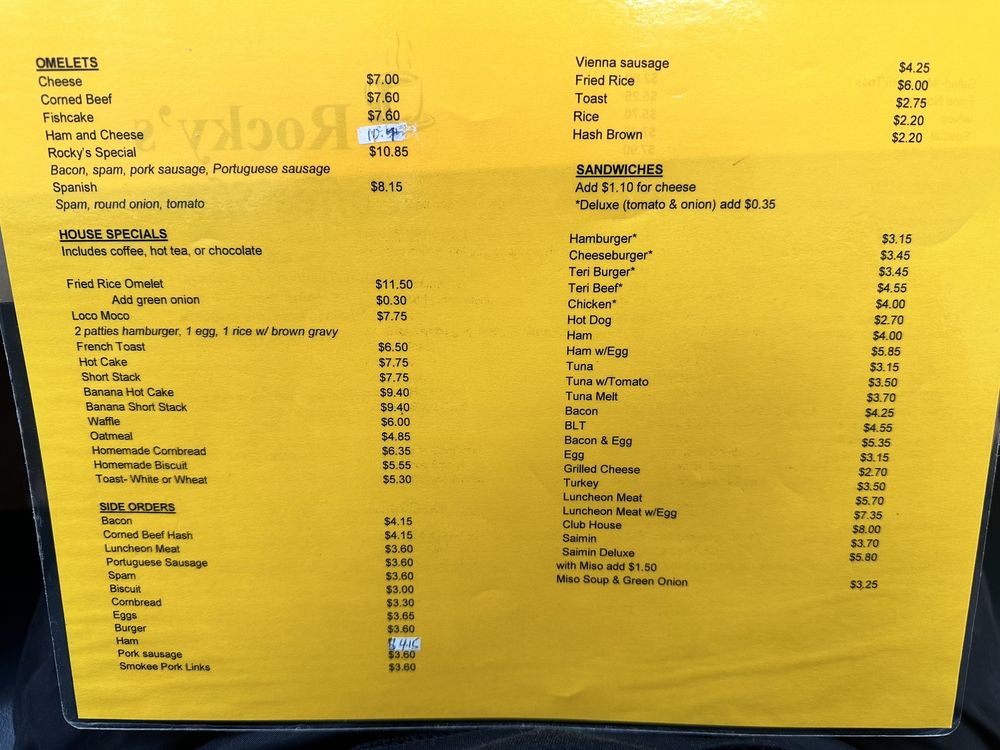 OMELETS
Cheese $7.00
Corned Beef $7.60
Fishcake $7.60
Ham and Cheese
Rocky's Special $10.85
Bacon, spam, pork sausage, Portuguese sausage
Spanish $8.15
Spam, round onion, tomato
HOUSE SPECIALS
Includes coffee, hot tea, or chocolate
Fried Rice Omelet $11.50
Add green onion $0.30
Loco Moco $7.75
2 patties hamburger, 1 egg, 1 rice w/ brown gravy
French Toast $6.50
Hot Cake $7.75
Short Stack $7.75
Banana Hot Cake $9.40
Banana Short Stack $9.40
Waffle $6.00
Oatmeal $4.85
Homemade Cornbread $6.35
Homemade Biscuit $5.55
Toast- White or Wheat $5.30
SIDE ORDERS
Bacon $4.15
Corned Beef Hash $4.15
Luncheon Meat $3.60
Portuguese Sausage $3.60
Spam $3.60
Biscuit $3.00
Cornbread $3.30
Eggs $3.65
Burger $3.60
Ham $4.15
Pork sausage $3.60
Smokee Pork Links $3.60
Vienna sausage $4.25
Fried Rice $6.00
Toast $2.75
Rice $2.20
Hash Brown $2.20
SANDWICHES
Add $1.10 for cheese
*Deluxe (tomato & onion) add $0.35
Hamburger* $3.15
Cheeseburger* $3.45
Teri Burger* $3.45
Teri Beef* $4.55
Chicken* $4.00
Hot Dog $2.70
Ham $4.00
Ham w/Egg $5.85
Tuna $3.15
Tuna w/Tomato $3.50
Tuna Melt $3.70
Bacon $4.25
BLT $4.55
Bacon & Egg $5.35
Egg $3.15
Grilled Cheese $2.70
Turkey $3.50
Luncheon Meat $5.70
Luncheon Meat w/Egg $7.35
Club House $8.00
Saimin $3.70
Saimin Deluxe $5.80
with Miso add $1.50
Miso Soup & Green Onion $3.25